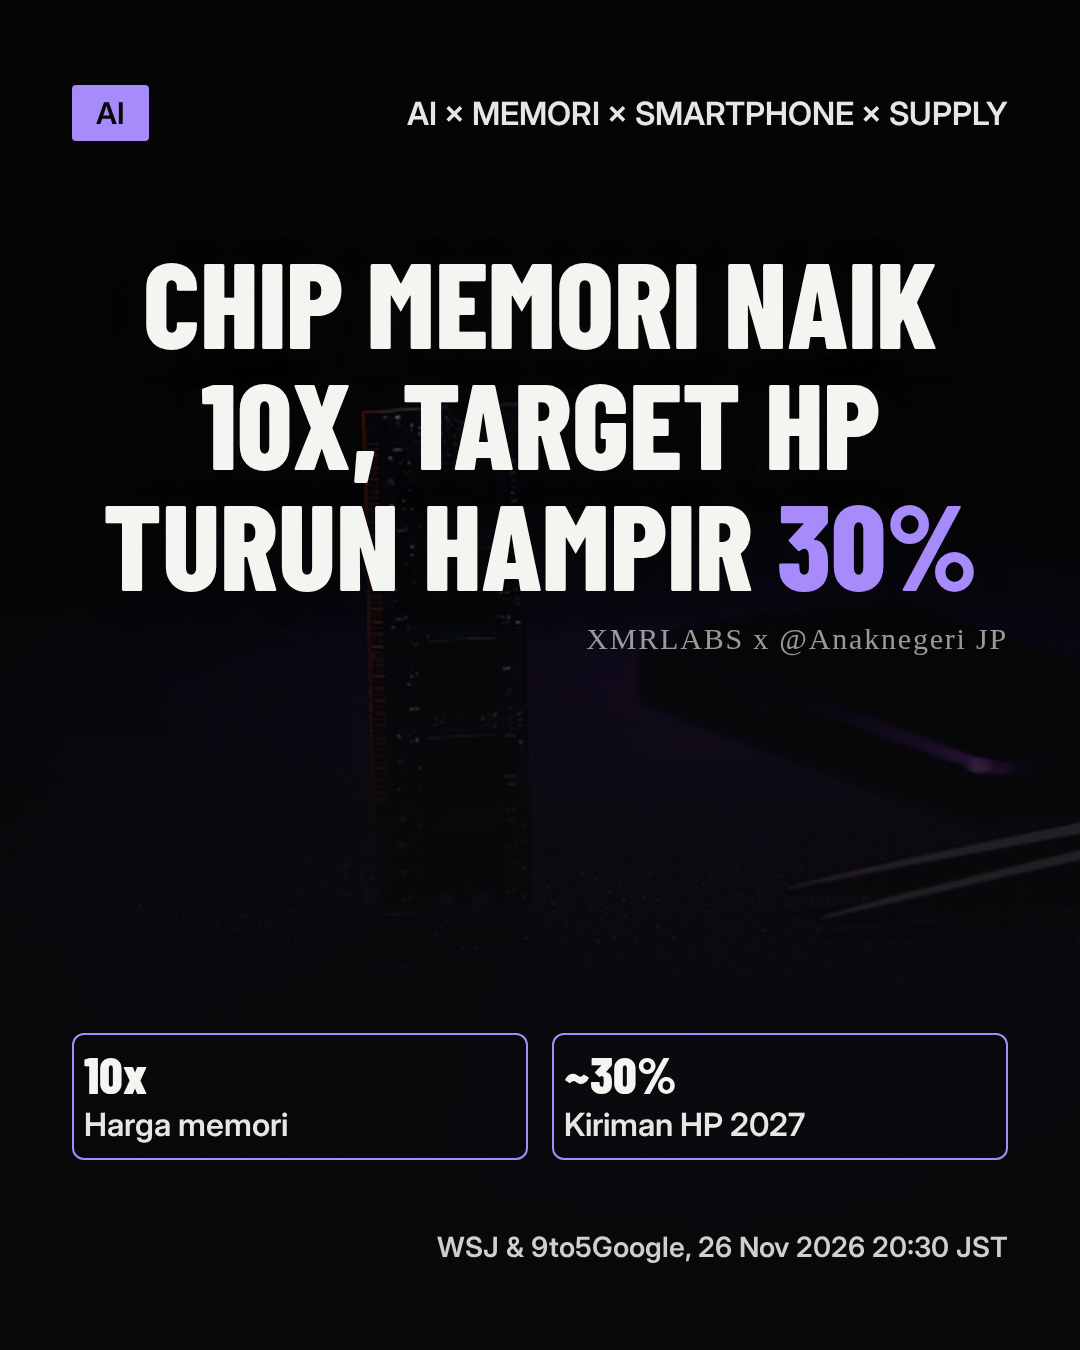 AI
AI × MEMORI × SMARTPHONE × SUPPLY
CHIP MEMORI NAIK
10X, TARGET HP
TURUN HAMPIR 30%
XMRLABS x @Anaknegeri JP
10x
Harga memori
~30%
Kiriman HP 2027
WSJ & 9to5Google, 26 Nov 2026 20:30 JST